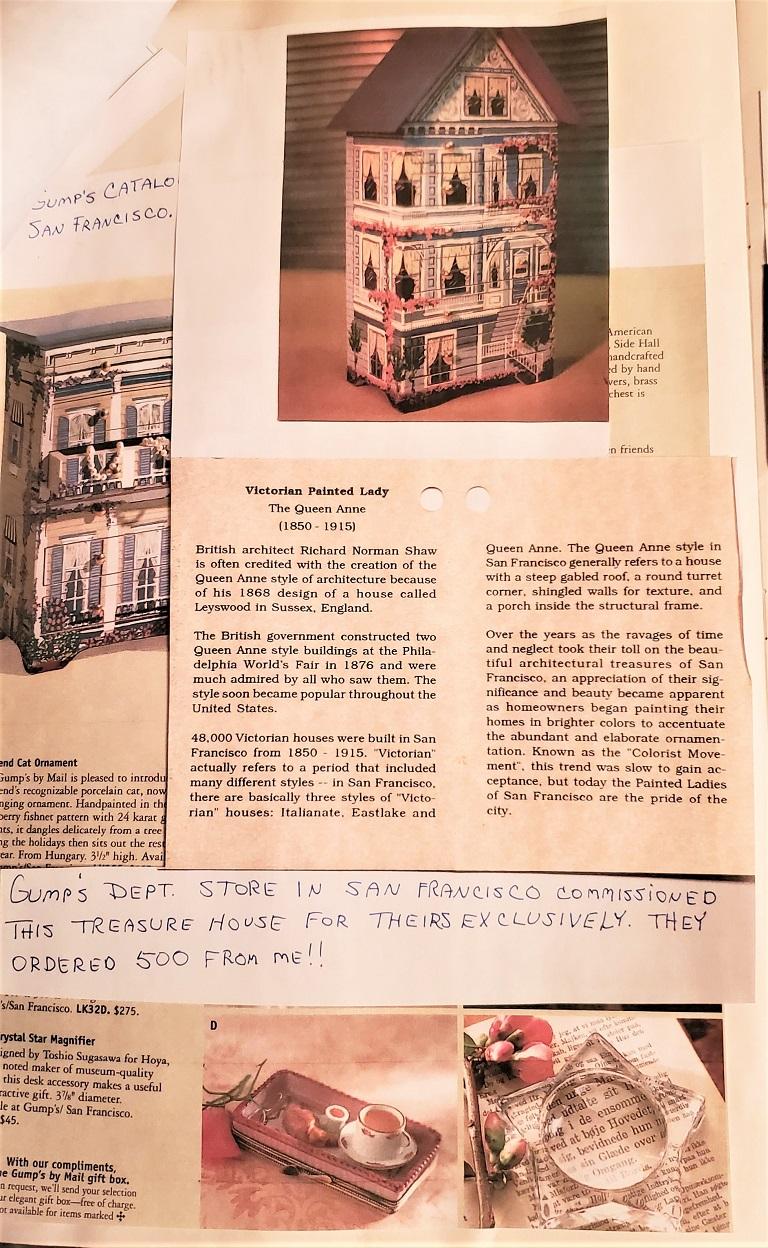 GUMP'S CATALO
SAN FRANCISCO.
American
Side Hall
handcrafted
by hand
brass
chest is
friends
Victorian Painted Lady
The Queen Anne
(1850 - 1915)
British architect Richard Norman Shaw
is often credited with the creation of the
Queen Anne style of architecture because
of his 1868 design of a house called
Leyswood in Sussex, England.
The British government constructed two
Queen Anne style buildings at the Phila-
delphia World's Fair in 1876 and were
much admired by all who saw them. The
style soon became popular throughout the
United States.
48,000 Victorian houses were built in San
Francisco from 1850 - 1915. "Victorian"
actually refers to a period that included
many different styles -- in San Francisco,
there are basically three styles of "Victo-
rian" houses: Italianate, Eastlake and
Queen Anne. The Queen Anne style in
San Francisco generally refers to a house
with a steep gabled roof, a round turret
corner, shingled walls for texture, and
a porch inside the structural frame.
Over the years as the ravages of time
and neglect took their toll on the beau-
tiful architectural treasures of San
Francisco, an appreciation of their sig-
nificance and beauty became apparent
as homeowners began painting their
homes in brighter colors to accentuate
the abundant and elaborate ornamen-
tation. Known as the "Colorist Move-
ment", this trend was slow to gain ac-
ceptance, but today the Painted Ladies
of San Francisco are the pride of the
city.
end Cat Ornament
Gump's by Mail is pleased to introdu
end's recognizable porcelain cat, now
nging ornament. Handpainted in th
berry fishnet pattern with 24 karat g
nts, it dangles delicately from a tree
ng the holidays then sits out the rest
ear. From Hungary. 3½" high. Avai
GUMP'S DEPT. STORE IN SAN FRANCISCO COMMISSIONED
THIS TREASURE HOUSE FOR THEIRS EXCLUSIVELY. THEY
ORDERED 500 FROM ME!!
's/San Francisco. LK32D. $275.
rystal Star Magnifier
igned by Toshio Sugasawa for Hoya,
noted maker of museum-quality
this desk accessory makes a useful
ractive gift. 3⅞" diameter.
le at Gump's/ San Francisco.
$45.
With our compliments,
e Gump's by Mail gift box.
n request, we'll send your selection
ur elegant gift box—free of charge.
ot available for items marked ✣
D
i de ensomme
ved at bøje Hovedet,
bevidnede hun
sin Glæde over
Omgang.